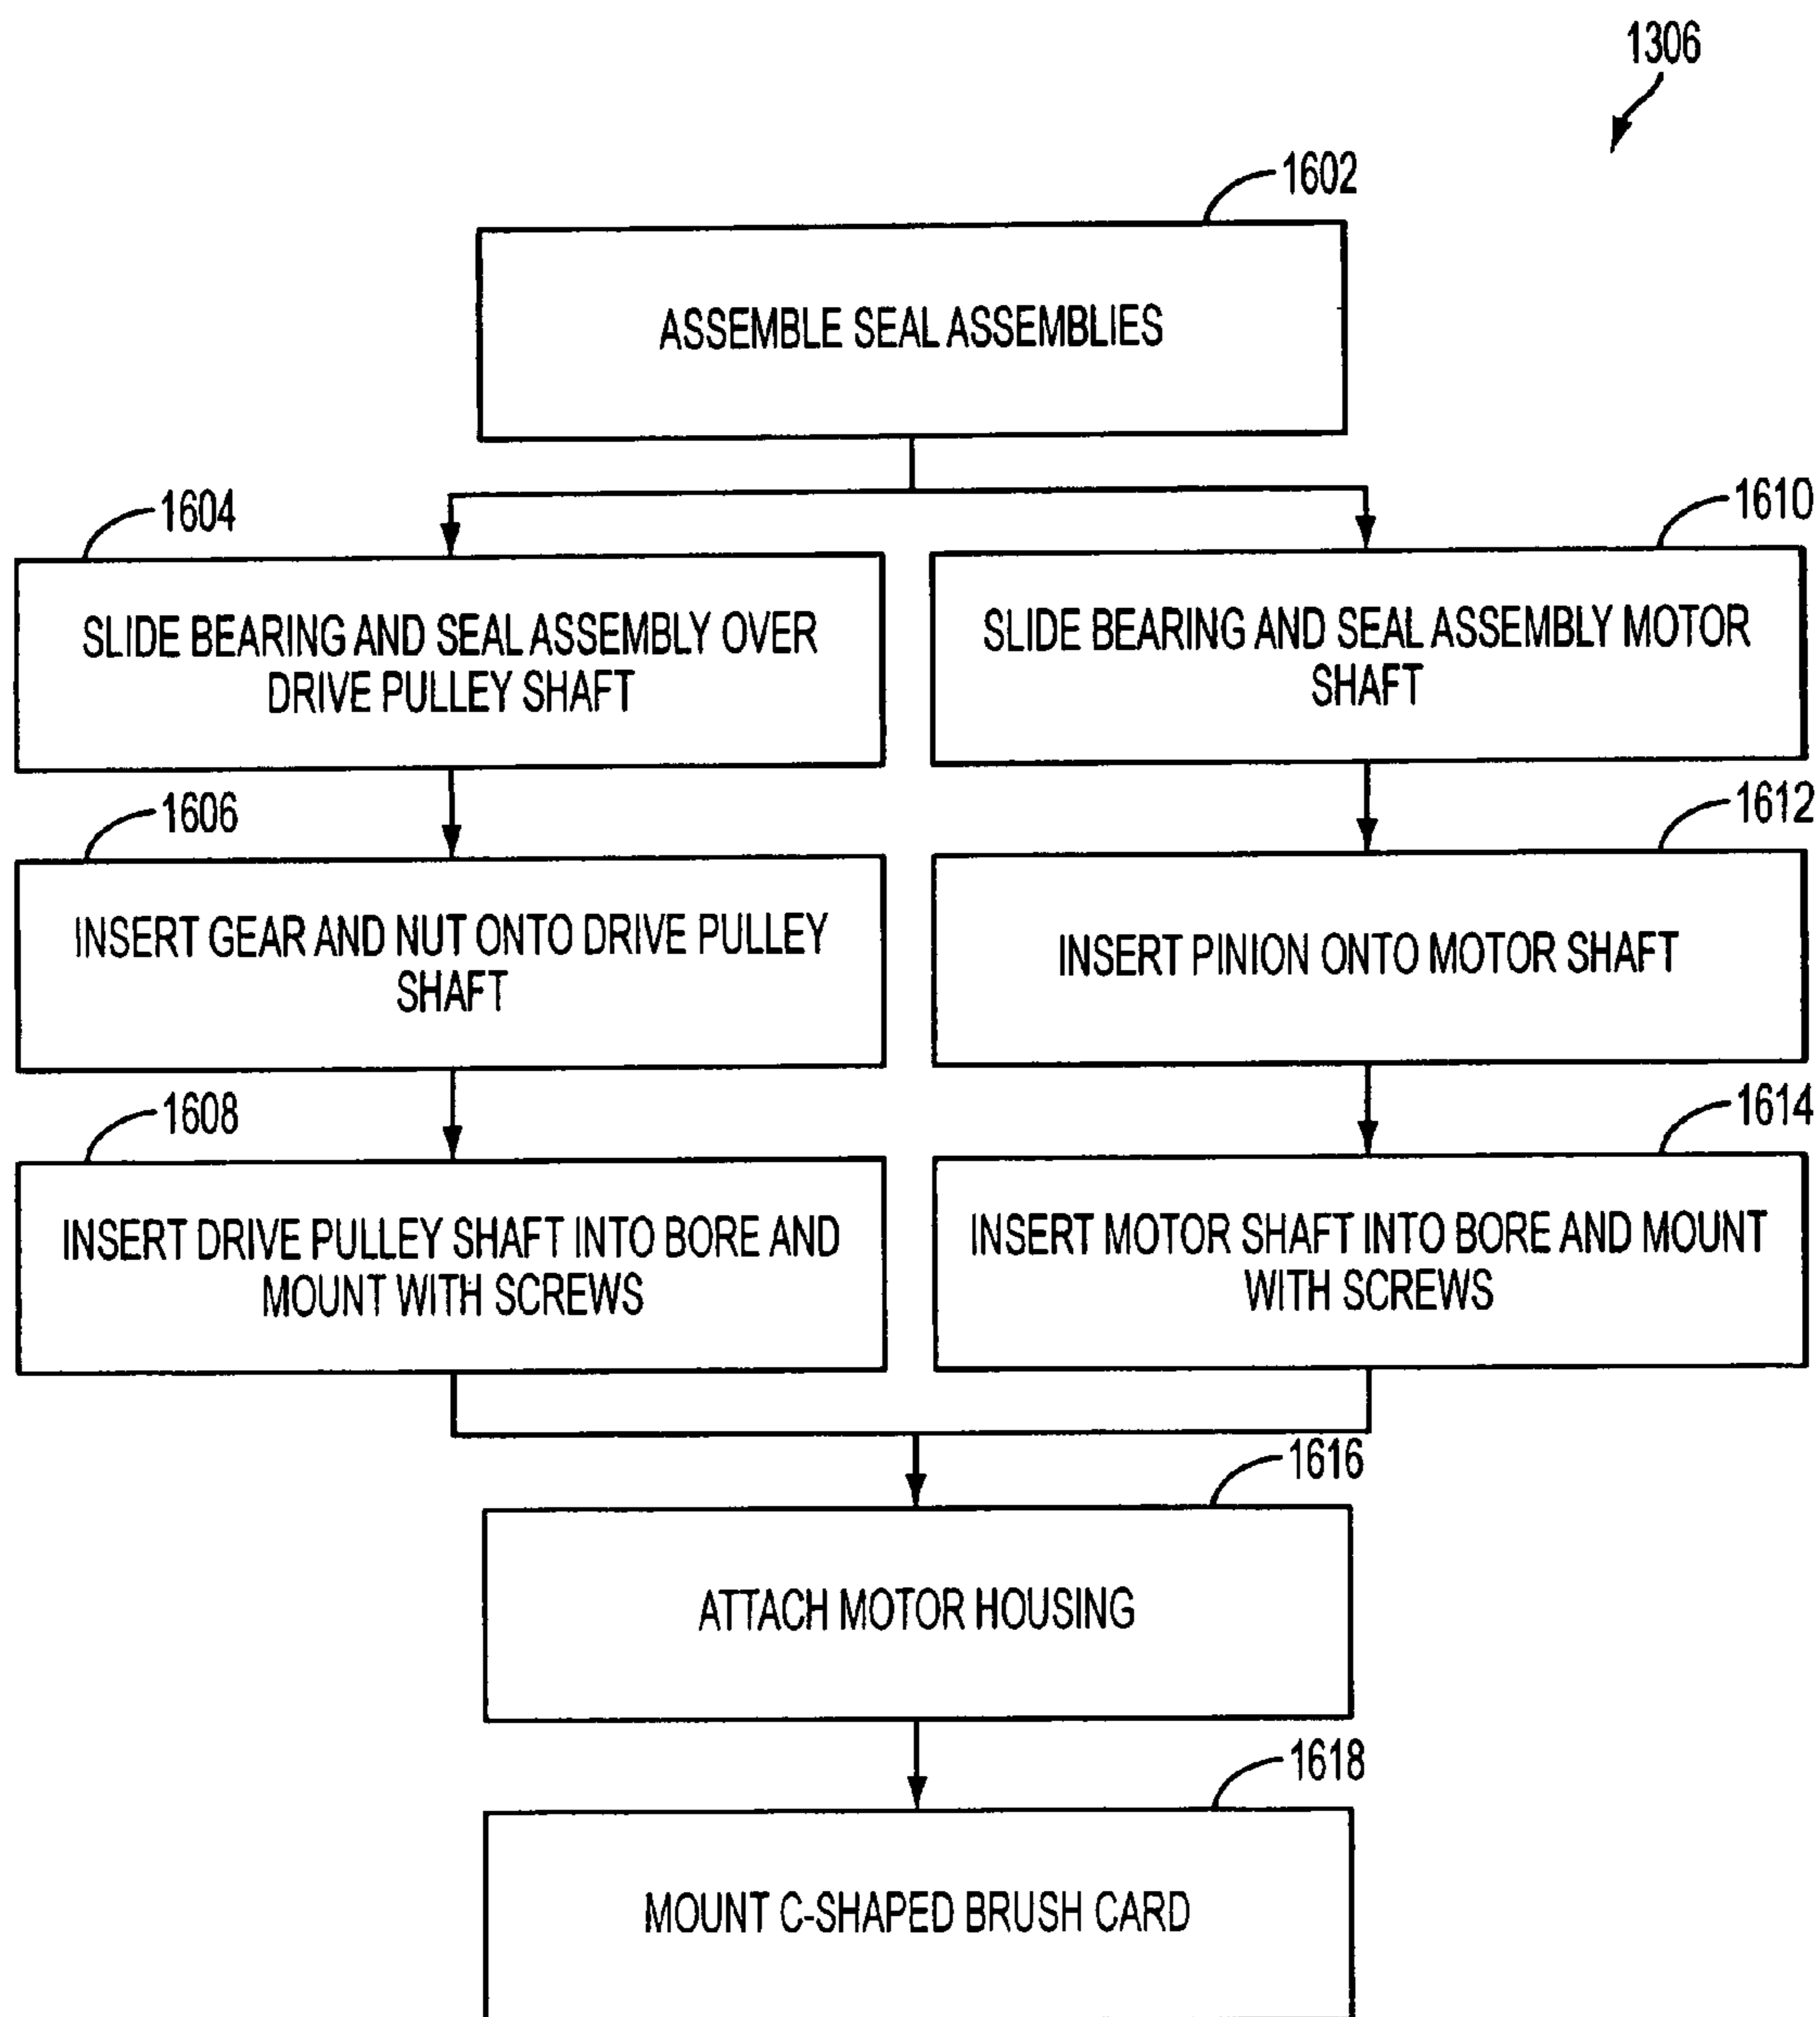 1306
1602
ASSEMBLE SEAL ASSEMBLIES
1604
SLIDE BEARING AND SEAL ASSEMBLY OVER
DRIVE PULLEY SHAFT
1610
SLIDE BEARING AND SEAL ASSEMBLY MOTOR
SHAFT
1606
INSERT GEAR AND NUT ONTO DRIVE PULLEY
SHAFT
1612
INSERT PINION ONTO MOTOR SHAFT
1608
INSERT DRIVE PULLEY SHAFT INTO BORE AND
MOUNT WITH SCREWS
1614
INSERT MOTOR SHAFT INTO BORE AND MOUNT
WITH SCREWS
1616
ATTACH MOTOR HOUSING
1618
MOUNT C-SHAPED BRUSH CARD